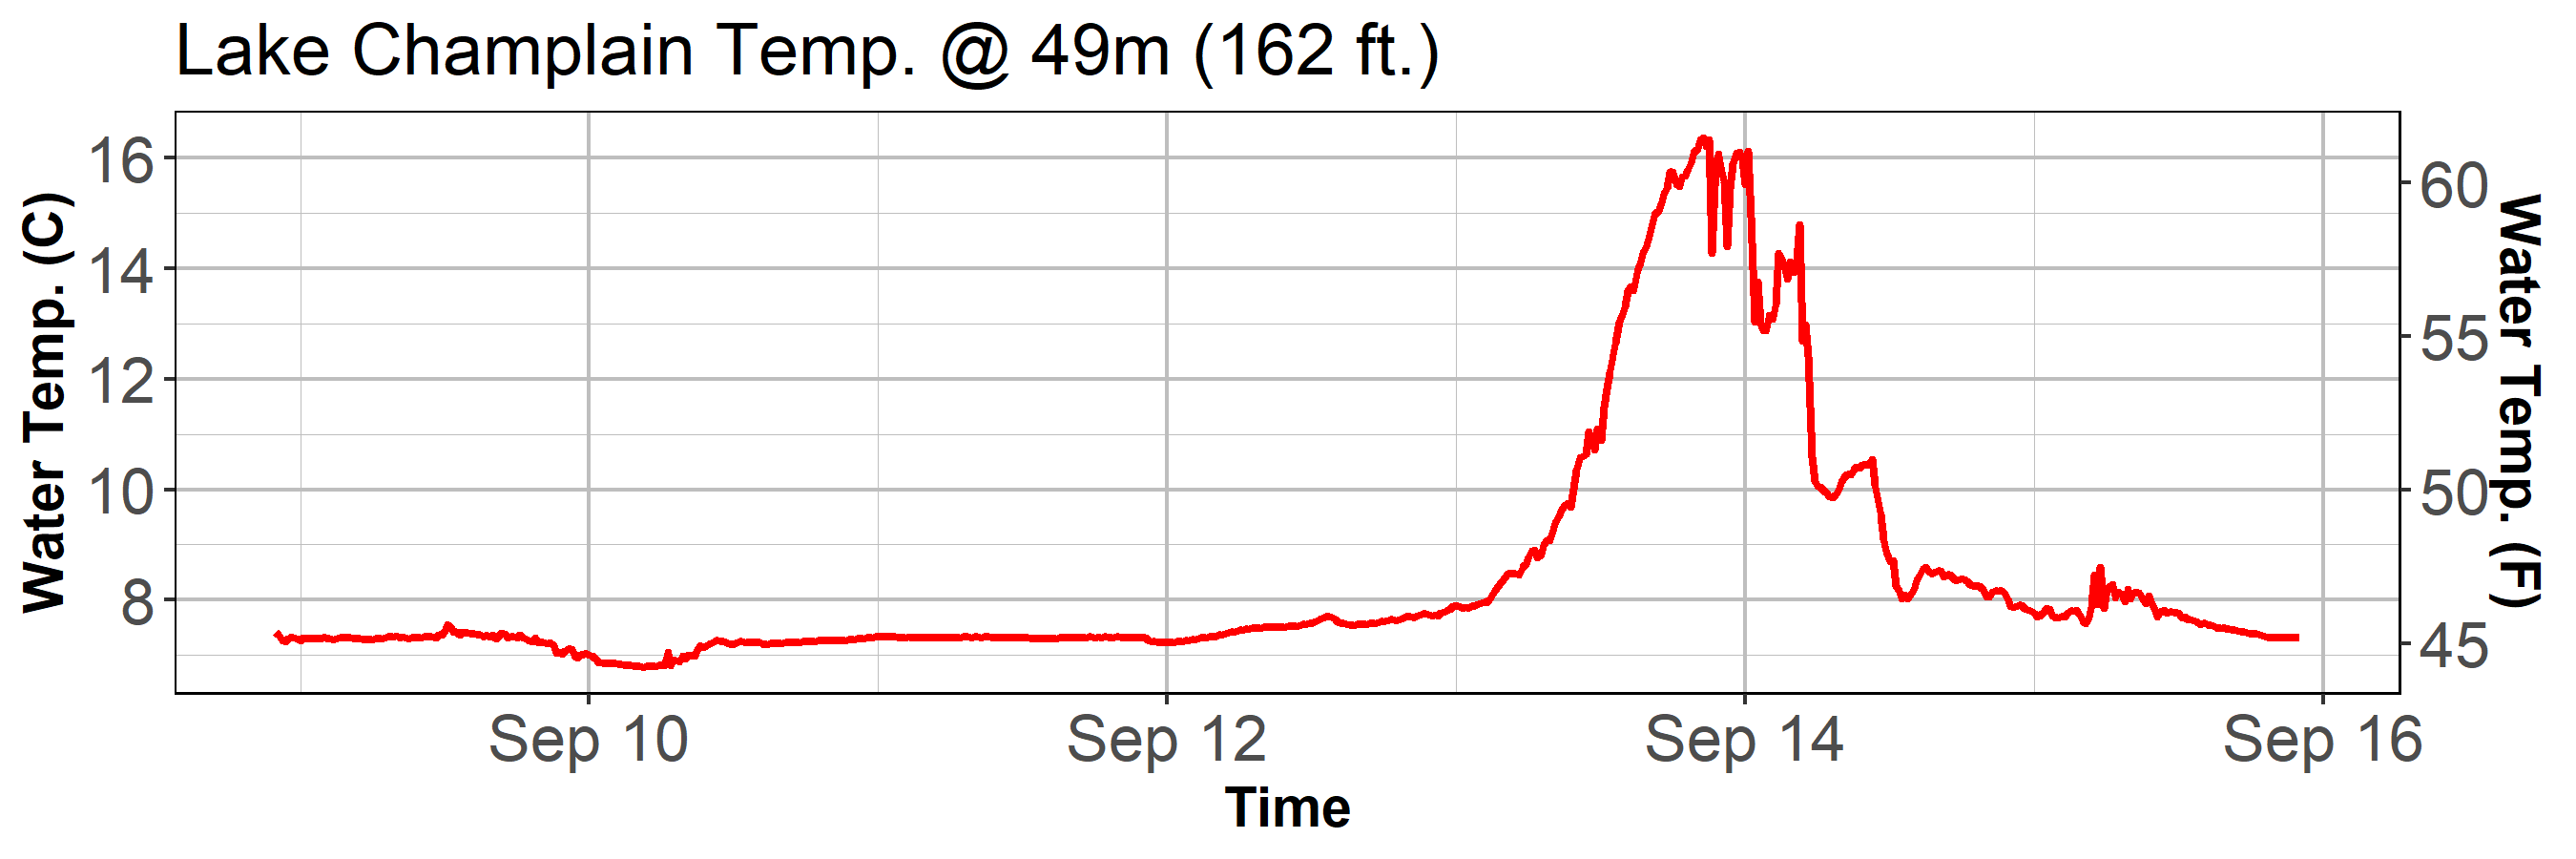 Lake Champlain Temp. @ 49m (162 ft.)
Water Temp. (C)
16
14
12
10
8
60
55
50
45
Water Temp. (F)
Sep 10 Sep 12 Sep 14 Sep 16
Time